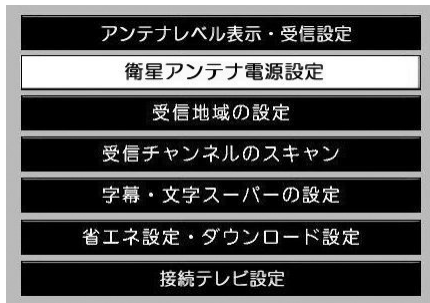 アンテナレベル表示・受信設定
衛星アンテナ電源設定
受信地域の設定
受信チャンネルのスキャン
字幕・文字スーパーの設定
省エネ設定・ダウンロード設定
接続テレビ設定